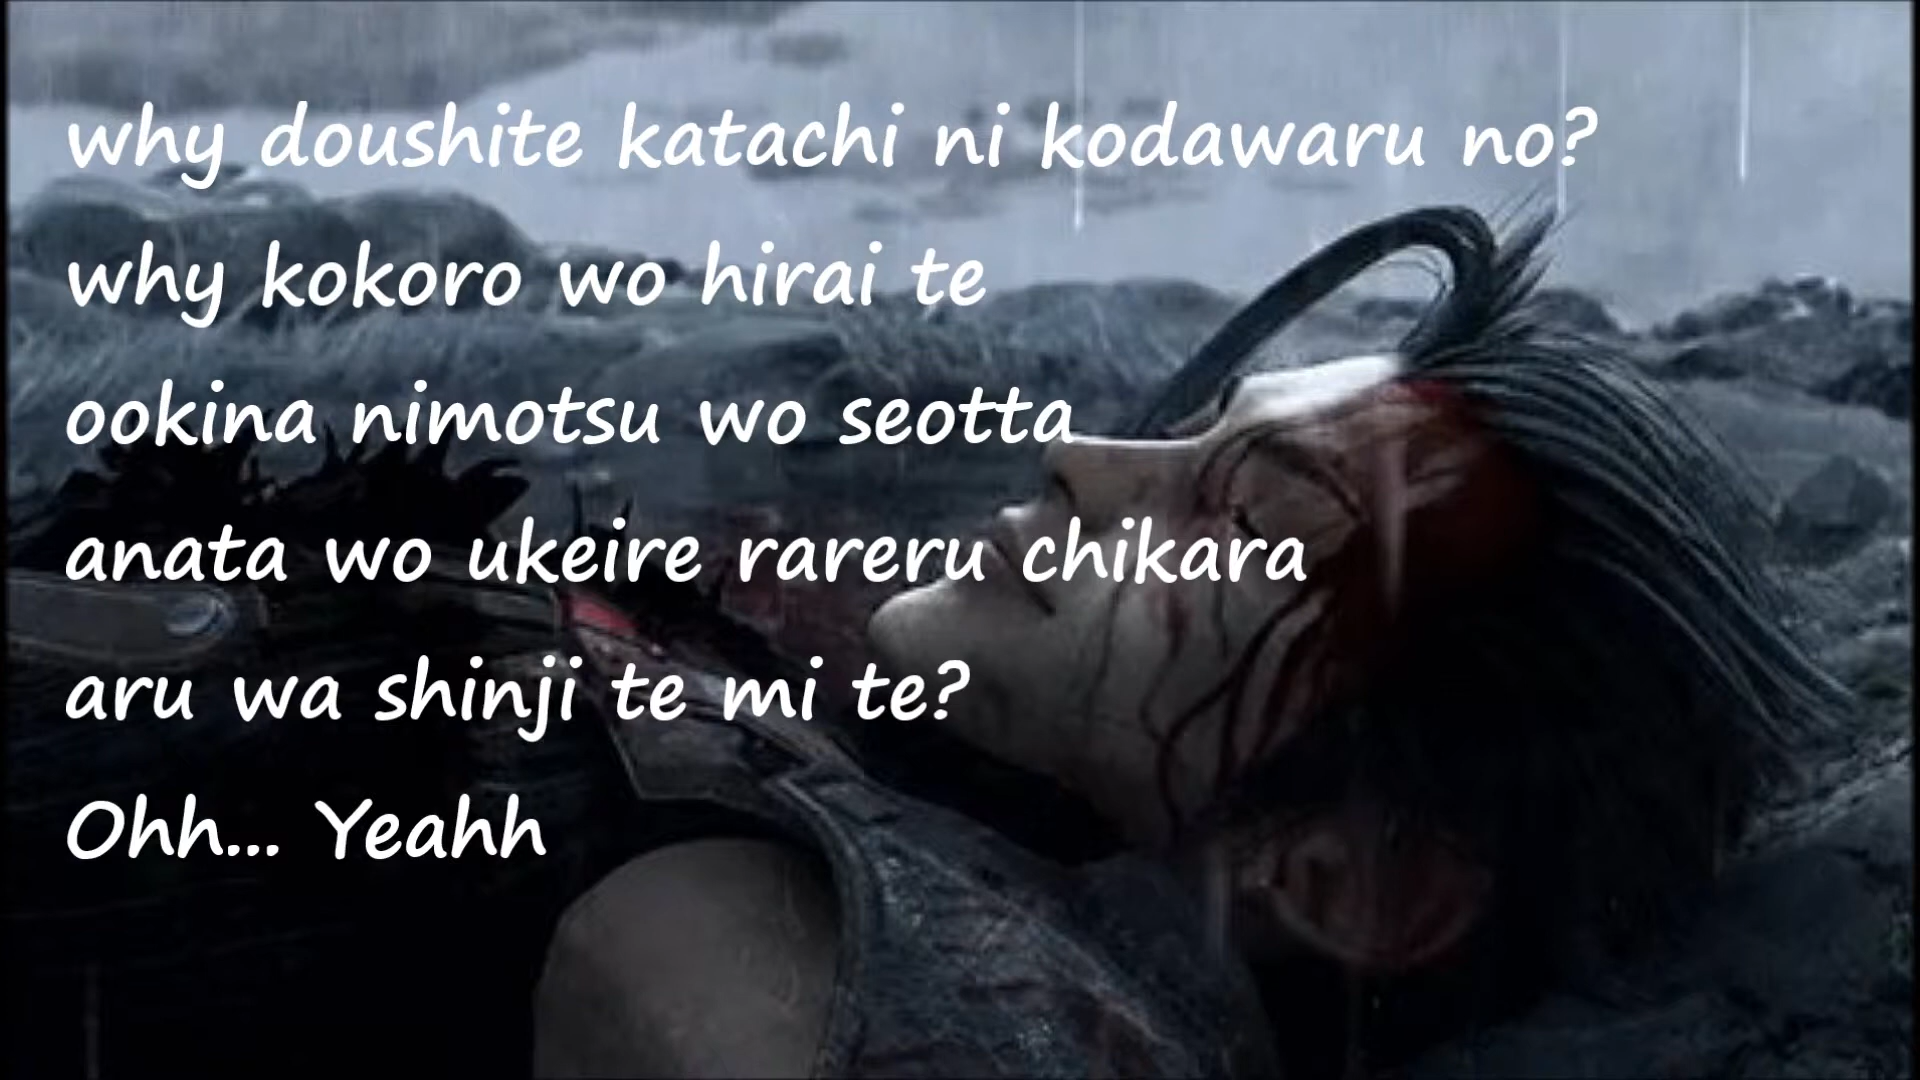 why doushite katachi ni kodawaru no?
why kokoro wo hirai te
ookina nimotsu wo seotta
anata wo ukeire rareru chikara
aru wa shinji te mi te?
Ohh... Yeahh